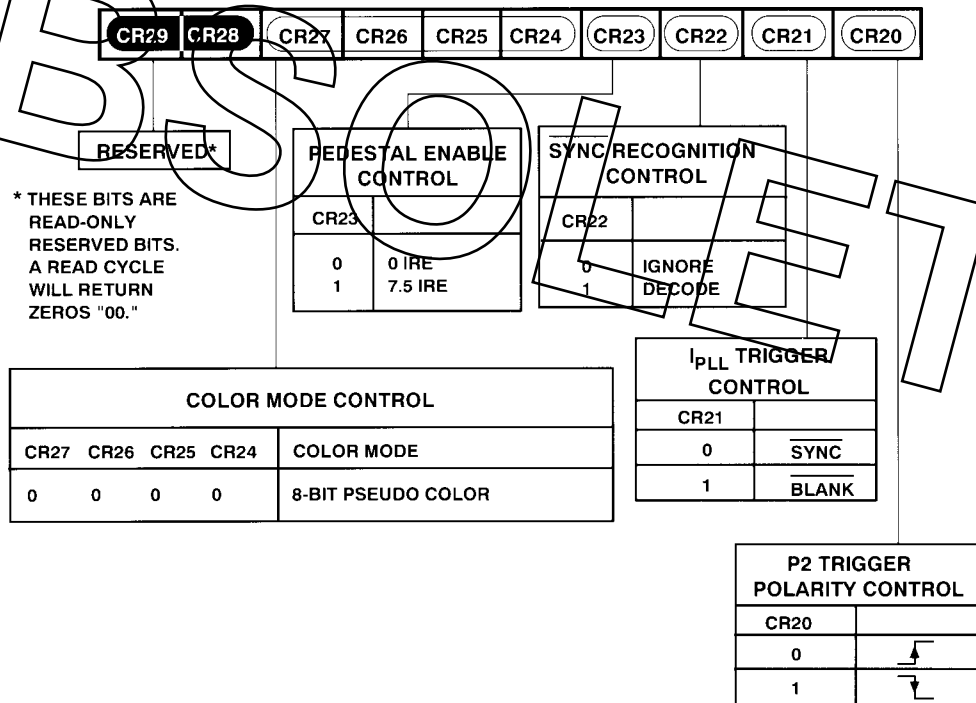 CR29 CR28 CR27 CR26 CR25 CR24 CR23 CR22 CR21 CR20
RESERVED*
* THESE BITS ARE
READ-ONLY
RESERVED BITS.
A READ CYCLE
WILL RETURN
ZEROS "00."
PEDESTAL ENABLE
CONTROL
CR23
0 0 IRE
1 7.5 IRE
SYNC RECOGNITION
CONTROL
CR22
0 IGNORE
1 DECODE
COLOR MODE CONTROL
CR27 CR26 CR25 CR24 COLOR MODE
0 0 0 0 8-BIT PSEUDO COLOR
IPLL TRIGGER
CONTROL
CR21
0 SYNC
1 BLANK
P2 TRIGGER
POLARITY CONTROL
CR20
0
1
BSOLET